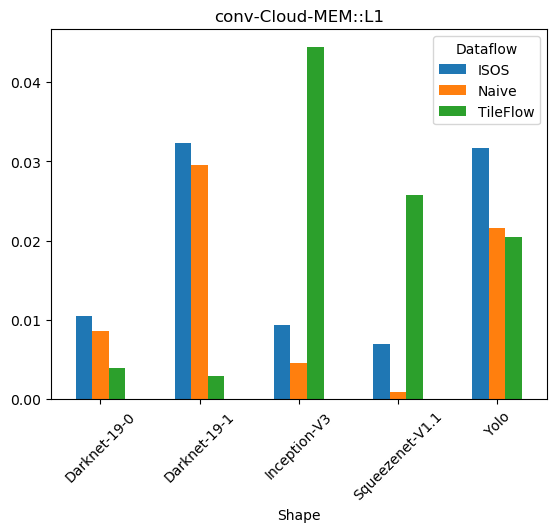 conv-Cloud-MEM::L1
Dataflow
ISOS
Naive
TileFlow
0.04
0.03
0.02
0.01
0.00
Darknet-19-0
Darknet-19-1
Inception-V3
Squeezenet-V1.1
Yolo
Shape